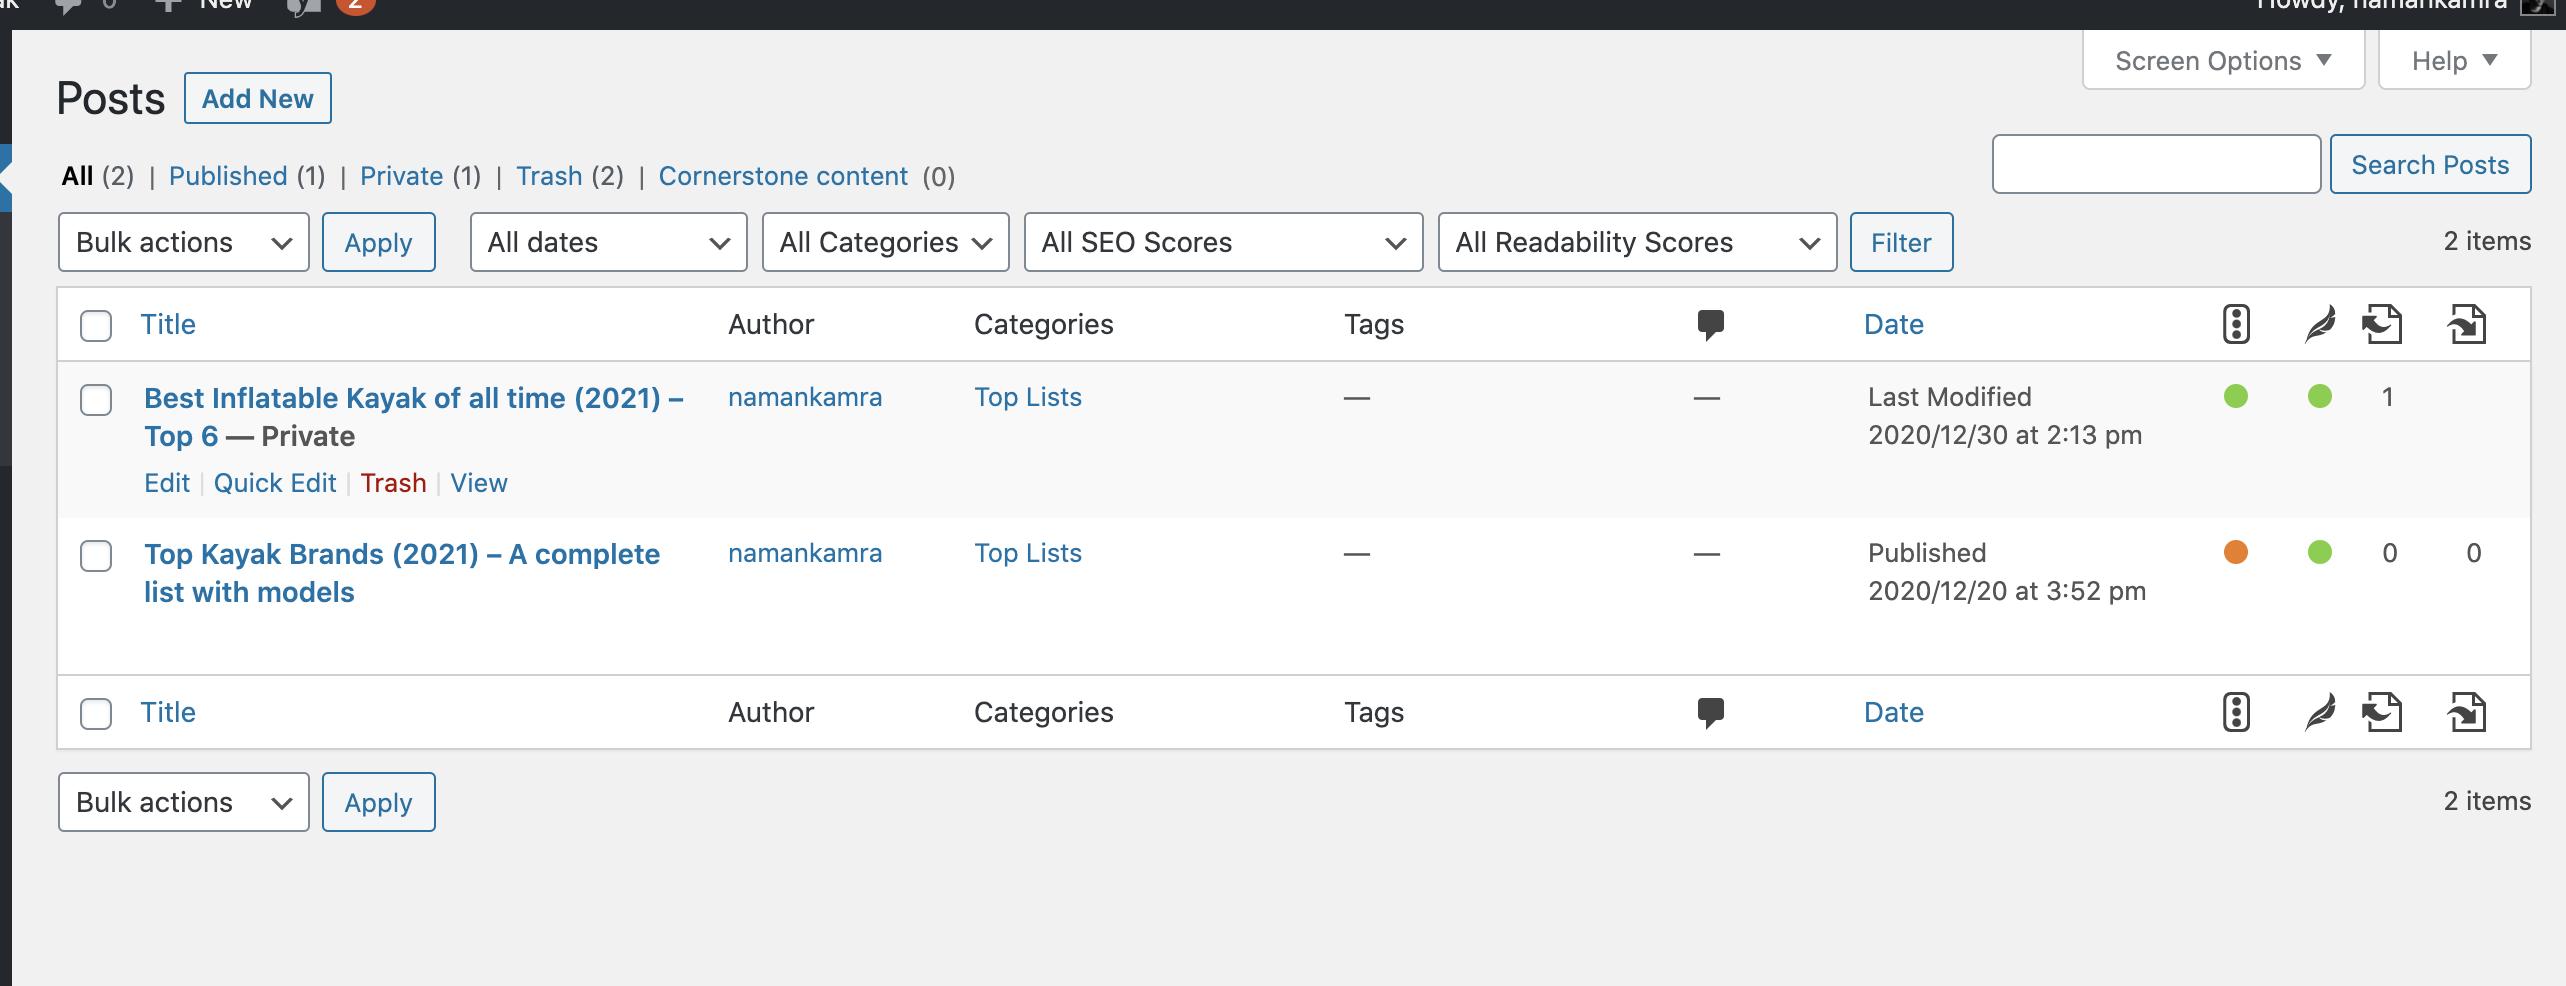 0 New 2 Howdy, namankamra
Screen Options Help
Posts Add New
All (2) | Published (1) | Private (1) | Trash (2) | Cornerstone content (0)
Search Posts
Bulk actions Apply All dates All Categories All SEO Scores All Readability Scores Filter 2 items
Title Author Categories Tags Date
Best Inflatable Kayak of all time (2021) – namankamra Top Lists — — Last Modified 1
Top 6 — Private 2020/12/30 at 2:13 pm
Edit | Quick Edit | Trash | View
Top Kayak Brands (2021) – A complete namankamra Top Lists — — Published 0 0
list with models 2020/12/20 at 3:52 pm
Title Author Categories Tags Date
Bulk actions Apply 2 items